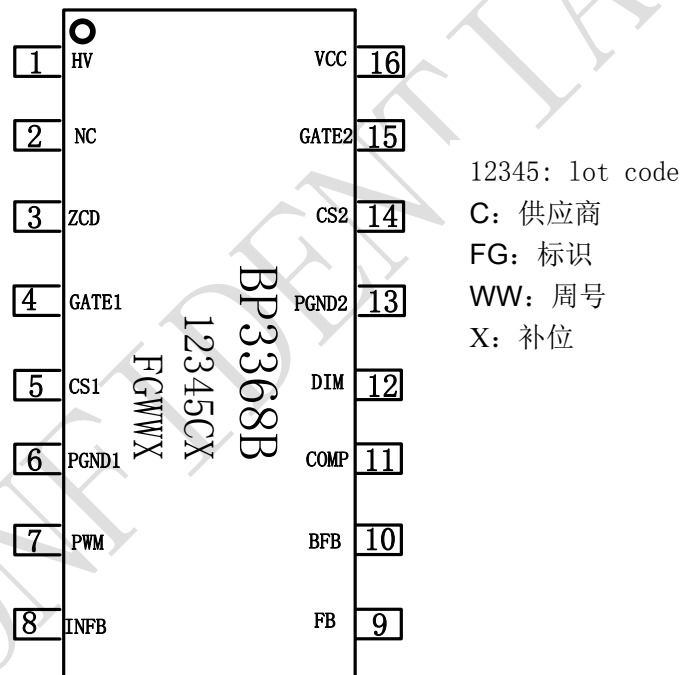 1 HV VCC 16
2 NC GATE2 15
3 ZCD CS2 14
4 GATE1 PGND2 13
5 CS1 DIM 12
6 PGND1 COMP 11
7 PWM BFB 10
8 INFB FB 9
BP3368B
12345CX
FGWWX
12345: lot code
C：供应商
FG：标识
WW：周号
X：补位